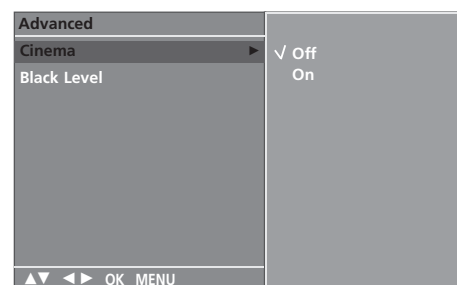 Advanced
Cinema ►
Black Level
√ Off
On
▲▼ ◄► OK MENU